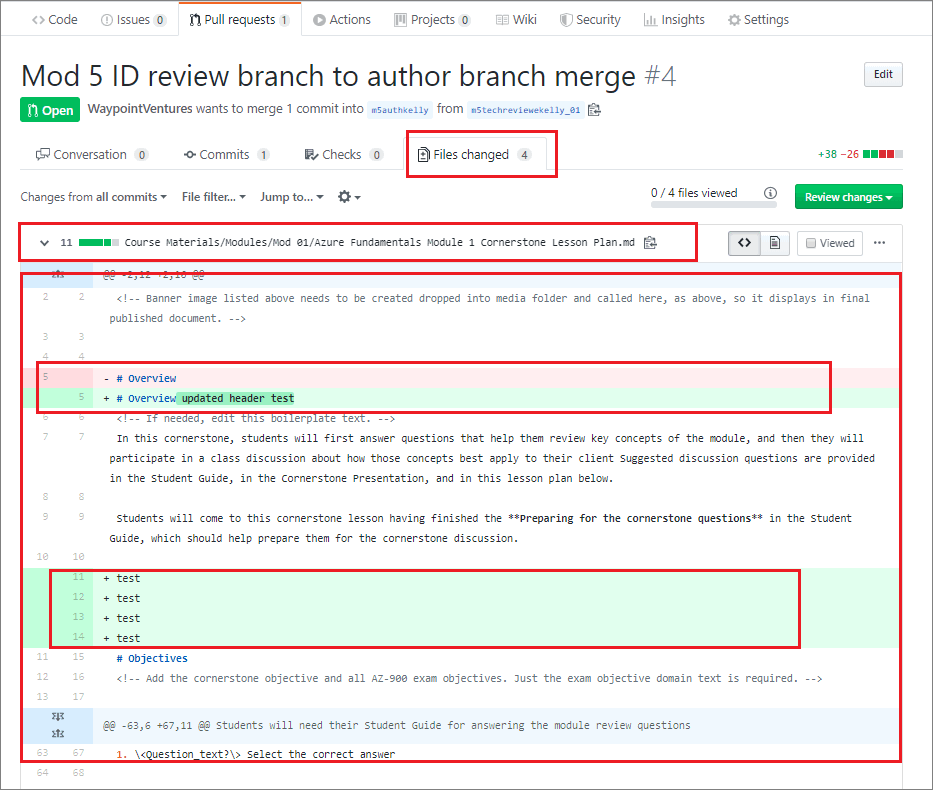 Code Issues 0 Pull requests 1 Actions Projects 0 Wiki Security Insights Settings
Mod 5 ID review branch to author branch merge #4 Edit
Open WaypointVentures wants to merge 1 commit into m5authkelly from m5techreviewekelly_01
Conversation 0 Commits 1 Checks 0 Files changed 4 +38 −26
Changes from all commits File filter... Jump to... 0 / 4 files viewed Review changes
11 Course Materials/Modules/Mod 01/Azure Fundamentals Module 1 Cornerstone Lesson Plan.md <> Viewed ...
@@ -2,12 +2,16 @@
2 2 <!-- Banner image listed above needs to be created dropped into media folder and called here, as above, so it displays in final
published document. -->
3 3
4 4
5 - # Overview
5 + # Overview updated header test
6 6 <!-- If needed, edit this boilerplate text. -->
7 7 In this cornerstone, students will first answer questions that help them review key concepts of the module, and then they will
participate in a class discussion about how those concepts best apply to their client Suggested discussion questions are provided
in the Student Guide, in the Cornerstone Presentation, and in this lesson plan below.
8 8
9 9 Students will come to this cornerstone lesson having finished the **Preparing for the cornerstone questions** in the Student
Guide, which should help prepare them for the cornerstone discussion.
10 10
11 + test
12 + test
13 + test
14 + test
11 15 # Objectives
12 16 <!-- Add the cornerstone objective and all AZ-900 exam objectives. Just the exam objective domain text is required. -->
13 17
@@ -63,6 +67,11 @@ Students will need their Student Guide for answering the module review questions
63 67 1. \<Question_text?\> Select the correct answer
64 68